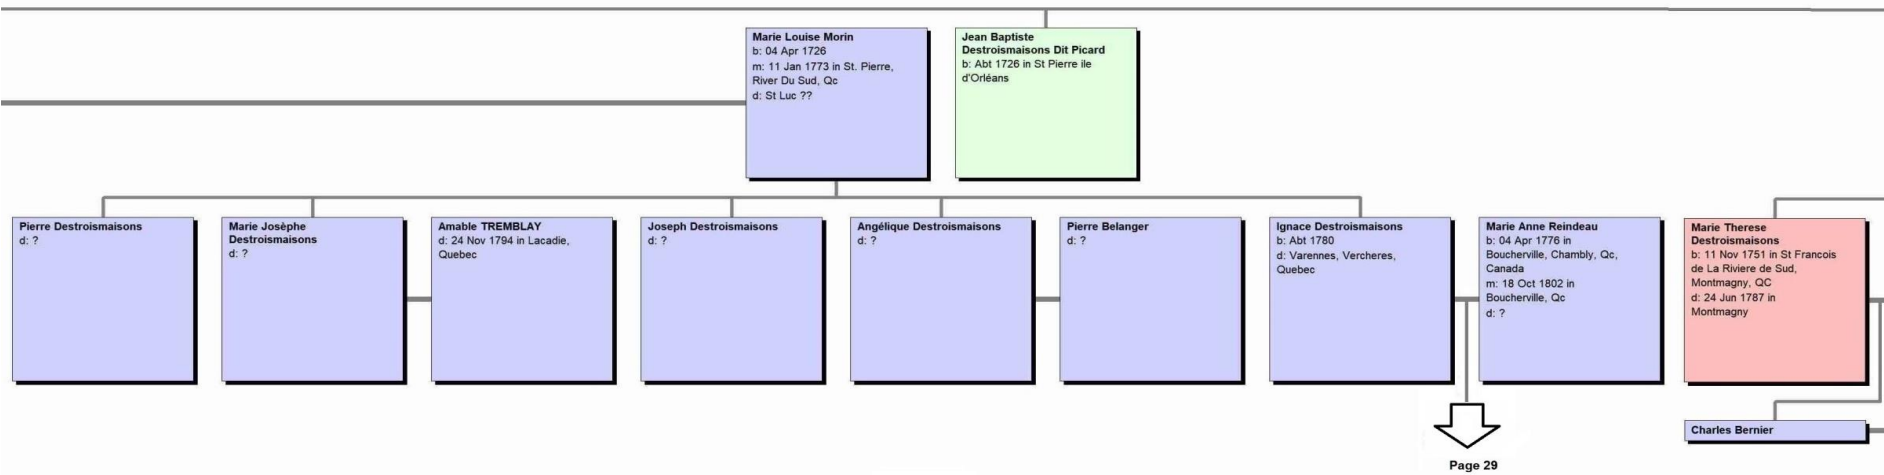 Marie Louise Morin
b: 04 Apr 1726
m: 11 Jan 1773 in St. Pierre,
River Du Sud, Qc
d: St Luc ??
Jean Baptiste
Destroismaisons Dit Picard
b: Abt 1726 in St Pierre ile
d'Orléans
Pierre Destroismaisons
d: ?
Marie Josèphe
Destroismaisons
d: ?
Amable TREMBLAY
d: 24 Nov 1794 in Lacadie,
Quebec
Joseph Destroismaisons
d: ?
Angélique Destroismaisons
d: ?
Pierre Belanger
d: ?
Ignace Destroismaisons
b: Abt 1780
d: Varennes, Vercheres,
Quebec
Marie Anne Reindeau
b: 04 Apr 1776 in
Boucherville, Chambly, Qc,
Canada
m: 18 Oct 1802 in
Boucherville, Qc
d: ?
Marie Therese
Destroismaisons
b: 11 Nov 1751 in St Francois
de La Riviere de Sud,
Montmagny, QC
d: 24 Jun 1787 in
Montmagny
Charles Bernier
Page 29